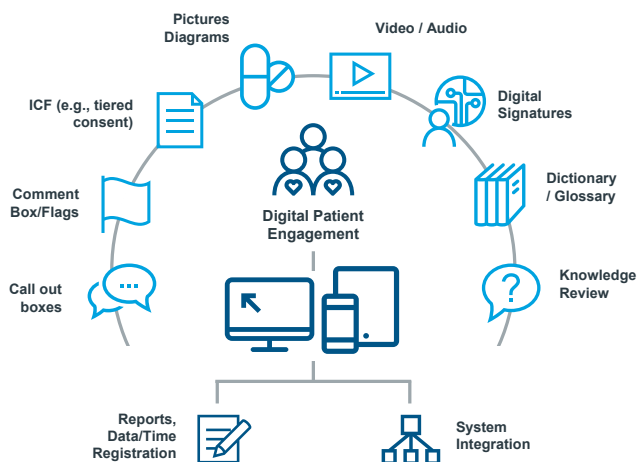 Pictures
Diagrams
Video / Audio
ICF (e.g., tiered
consent)
Digital
Signatures
Comment
Box/Flags
Digital Patient
Engagement
Dictionary
/ Glossary
Call out
boxes
...
?
Knowledge
Review
Reports,
Data/Time
Registration
System
Integration